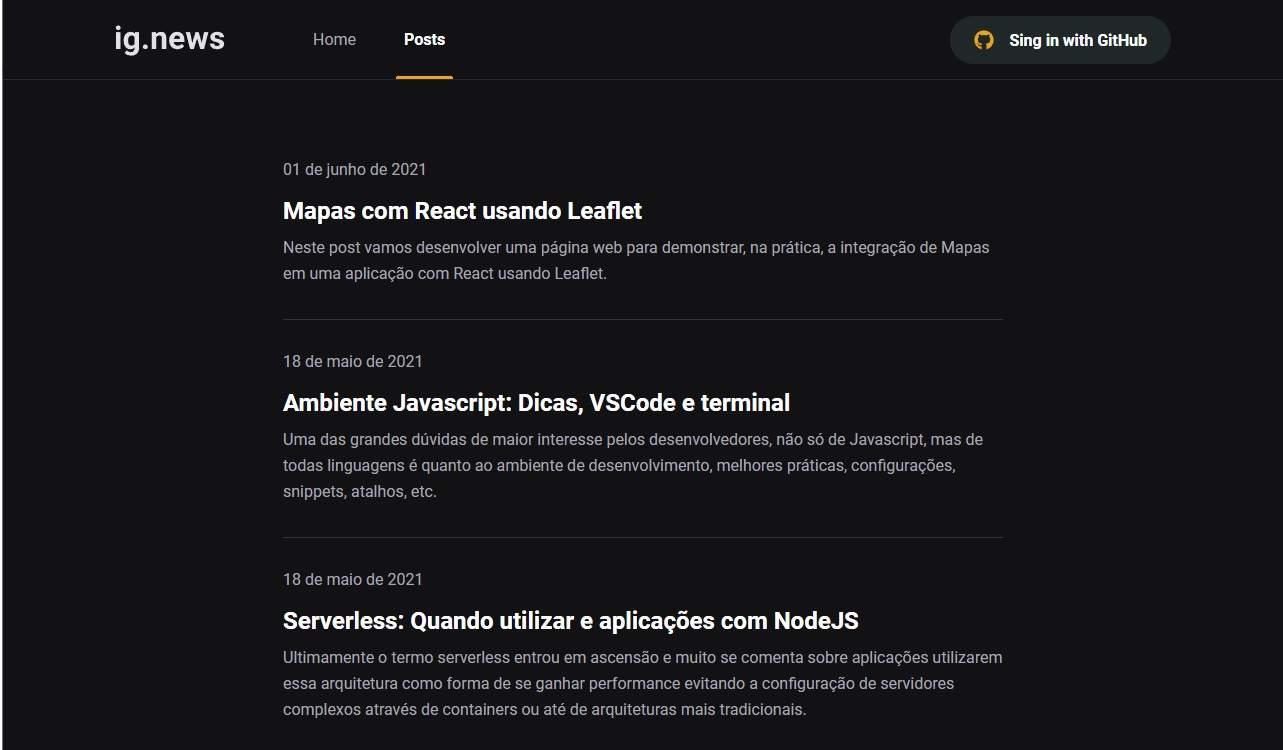 ig.news
Home
Posts
Sing in with GitHub
01 de junho de 2021
Mapas com React usando Leaflet
Neste post vamos desenvolver uma página web para demonstrar, na prática, a integração de Mapas
em uma aplicação com React usando Leaflet.
18 de maio de 2021
Ambiente Javascript: Dicas, VSCode e terminal
Uma das grandes dúvidas de maior interesse pelos desenvolvedores, não só de Javascript, mas de
todas linguagens é quanto ao ambiente de desenvolvimento, melhores práticas, configurações,
snippets, atalhos, etc.
18 de maio de 2021
Serverless: Quando utilizar e aplicações com NodeJS
Ultimamente o termo serverless entrou em ascensão e muito se comenta sobre aplicações utilizarem
essa arquitetura como forma de se ganhar performance evitando a configuração de servidores
complexos através de containers ou até de arquiteturas mais tradicionais.